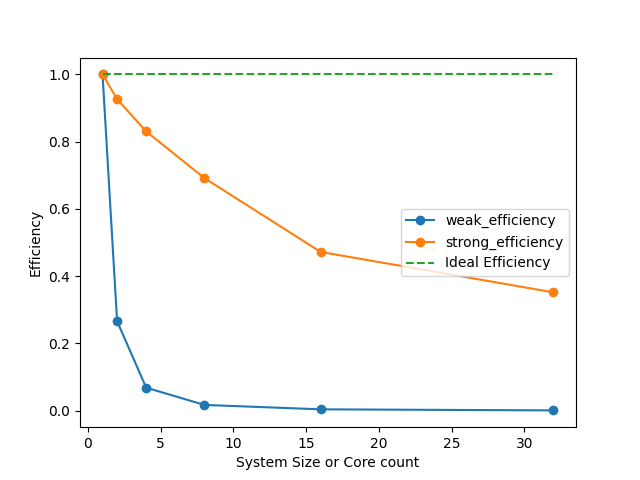 1.0
0.8
0.6
0.4
0.2
0.0
Efficiency
weak_efficiency
strong_efficiency
Ideal Efficiency
0 5 10 15 20 25 30
System Size or Core count